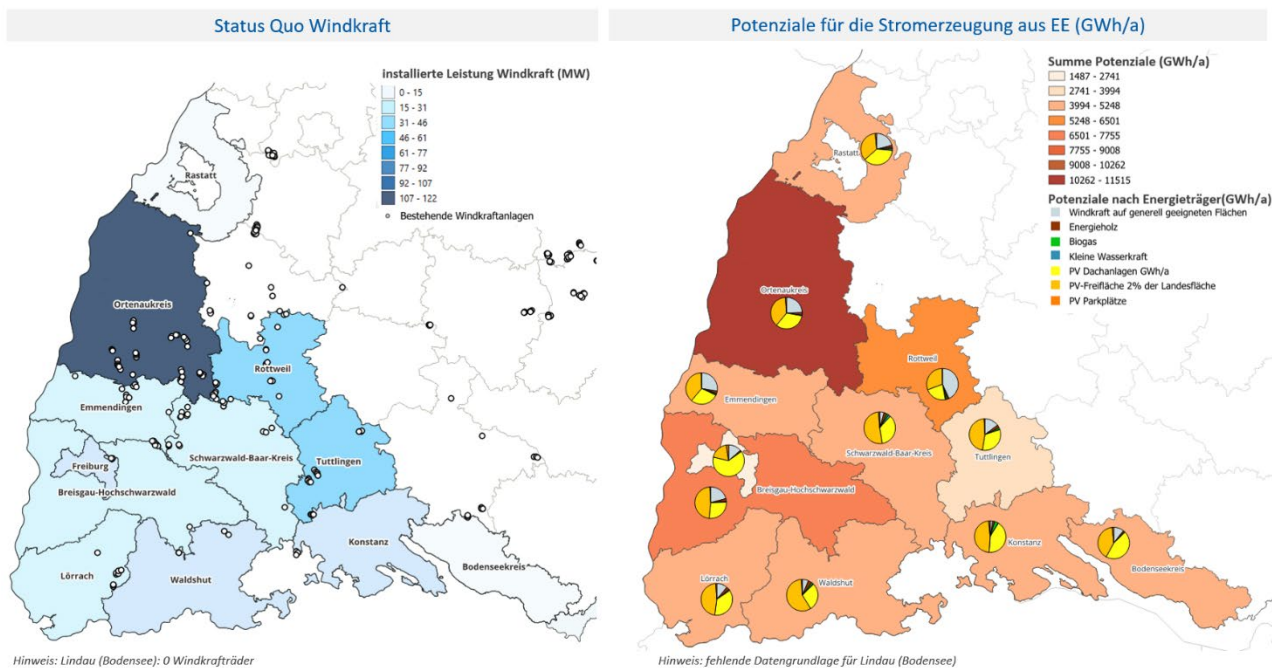 Status Quo Windkraft
Installierte Leistung Windkraft (MW)
0 - 15
15 - 31
31 - 46
46 - 61
61 - 77
77 - 92
92 - 107
107 - 122
Bestehende Windkraftanlagen
Rastatt
Ortenaukreis
Rottweil
Emmendingen
Schwarzwald-Baar-Kreis
Tuttlingen
Freiburg
Breisgau-Hochschwarzwald
Konstanz
Bodenseekreis
Lörrach
Waldshut
Hinweis: Lindau (Bodensee): 0 Windkrafträder
Potenziale für die Stromerzeugung aus EE (GWh/a)
Summe Potenziale (GWh/a)
1487 - 2741
2741 - 3994
3994 - 5248
5248 - 6501
6501 - 7755
7755 - 9008
9008 - 10262
10262 - 11515
Potenziale nach Energieträger(GWh/a)
Windkraft auf generell geeigneten Flächen
Energieholz
Biogas
Kleine Wasserkraft
PV Dachanlagen GWh/a
PV-Freifläche 2% der Landesfläche
PV Parkplätze
Rastatt
Ortenaukreis
Rottweil
Emmendingen
Schwarzwald-Baar-Kreis
Tuttlingen
Breisgau-Hochschwarzwald
Konstanz
Bodenseekreis
Lörrach
Waldshut
Hinweis: fehlende Datengrundlage für Lindau (Bodensee)